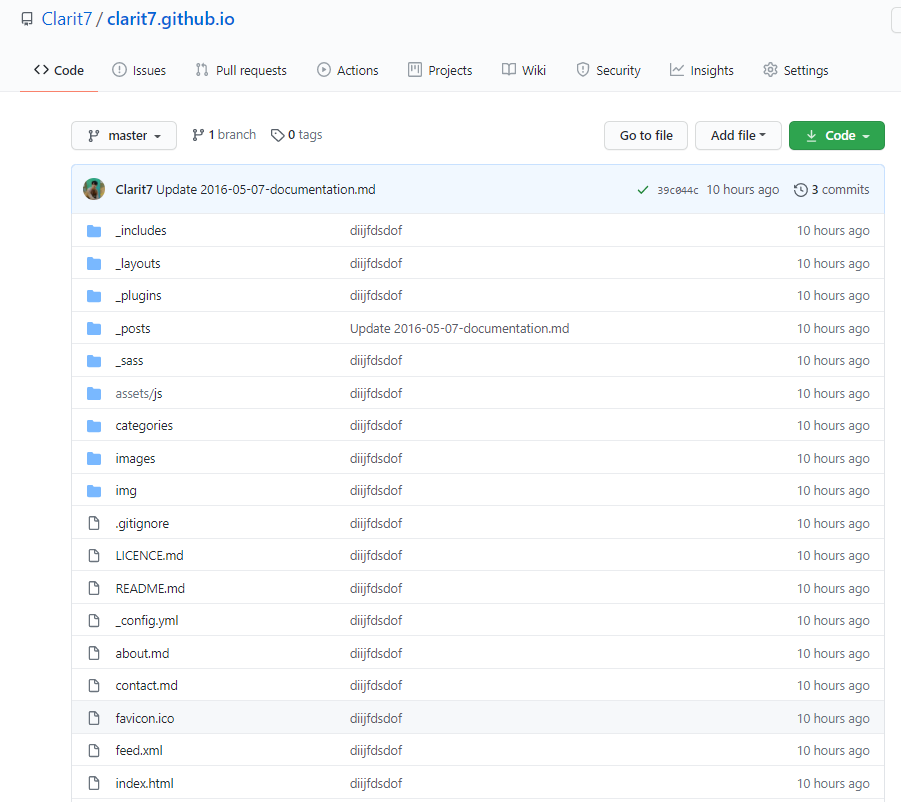 Clarit7 / clarit7.github.io
Code Issues Pull requests Actions Projects Wiki Security Insights Settings
master 1 branch 0 tags Go to file Add file Code
Clarit7 Update 2016-05-07-documentation.md 39c044c 10 hours ago 3 commits
_includes diijfdsdof 10 hours ago
_layouts diijfdsdof 10 hours ago
_plugins diijfdsdof 10 hours ago
_posts Update 2016-05-07-documentation.md 10 hours ago
_sass diijfdsdof 10 hours ago
assets/js diijfdsdof 10 hours ago
categories diijfdsdof 10 hours ago
images diijfdsdof 10 hours ago
img diijfdsdof 10 hours ago
.gitignore diijfdsdof 10 hours ago
LICENCE.md diijfdsdof 10 hours ago
README.md diijfdsdof 10 hours ago
_config.yml diijfdsdof 10 hours ago
about.md diijfdsdof 10 hours ago
contact.md diijfdsdof 10 hours ago
favicon.ico diijfdsdof 10 hours ago
feed.xml diijfdsdof 10 hours ago
index.html diijfdsdof 10 hours ago